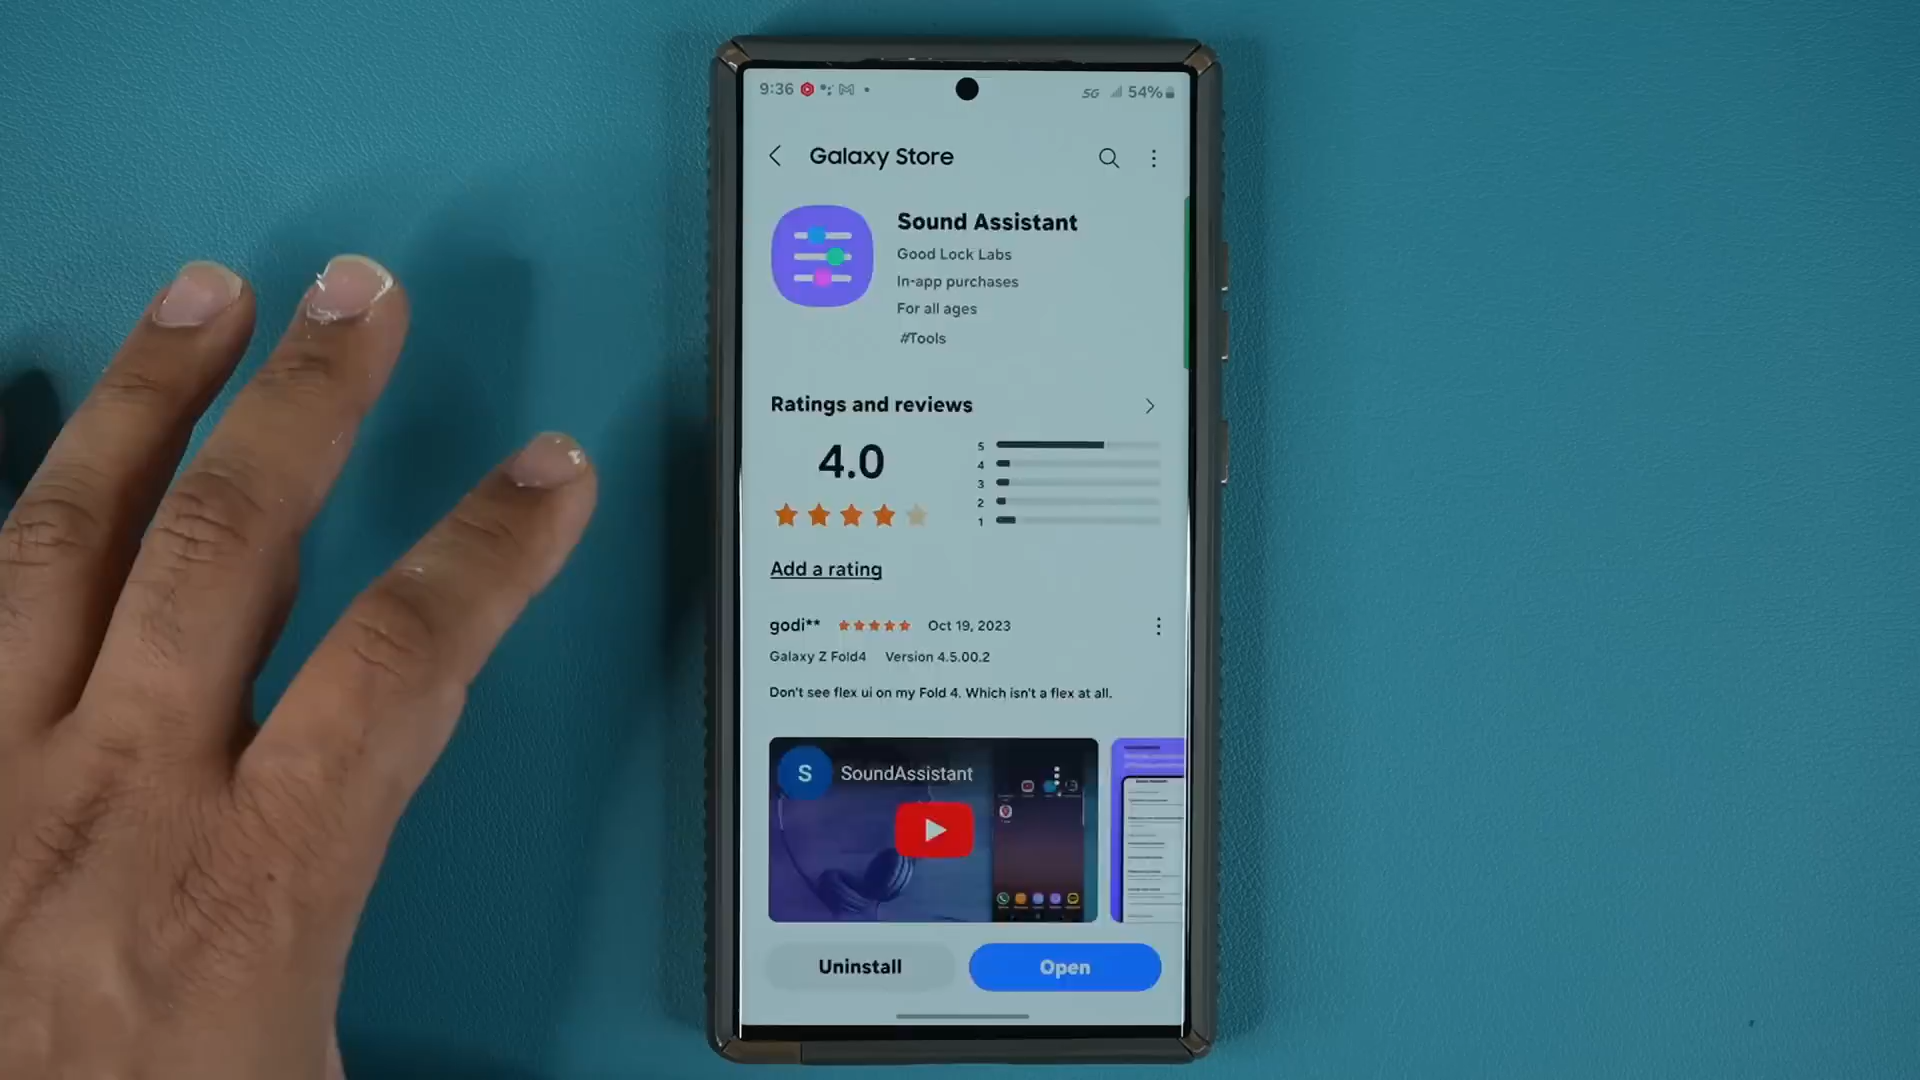 9:36
5G 54%
Galaxy Store
Sound Assistant
Good Lock Labs
In-app purchases
For all ages
#Tools
Ratings and reviews
4.0
5
4
3
2
1
Add a rating
godi** Oct 19, 2023
Galaxy Z Fold4 Version 4.5.00.2
Don't see flex ui on my Fold 4. Which isn't a flex at all.
S SoundAssistant
Uninstall Open